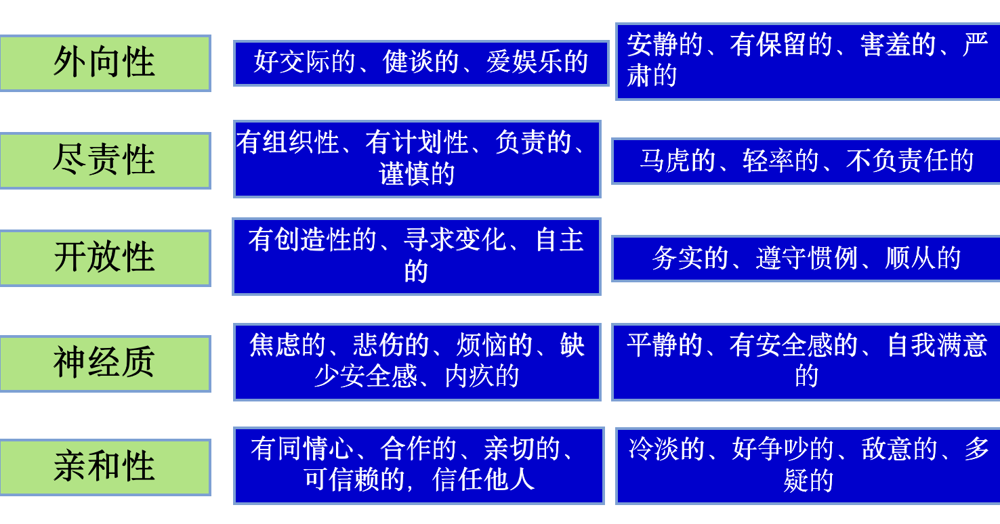 外向性
好交际的、健谈的、爱娱乐的
安静的、有保留的、害羞的、严
肃的
尽责性
有组织性、有计划性、负责的、
谨慎的
马虎的、轻率的、不负责任的
开放性
有创造性的、寻求变化、自主
的
务实的、遵守惯例、顺从的
神经质
焦虑的、悲伤的、烦恼的、缺
少安全感、内疚的
平静的、有安全感的、自我满意
的
亲和性
有同情心、合作的、亲切的、
可信赖的，信任他人
冷淡的、好争吵的、敌意的、多
疑的